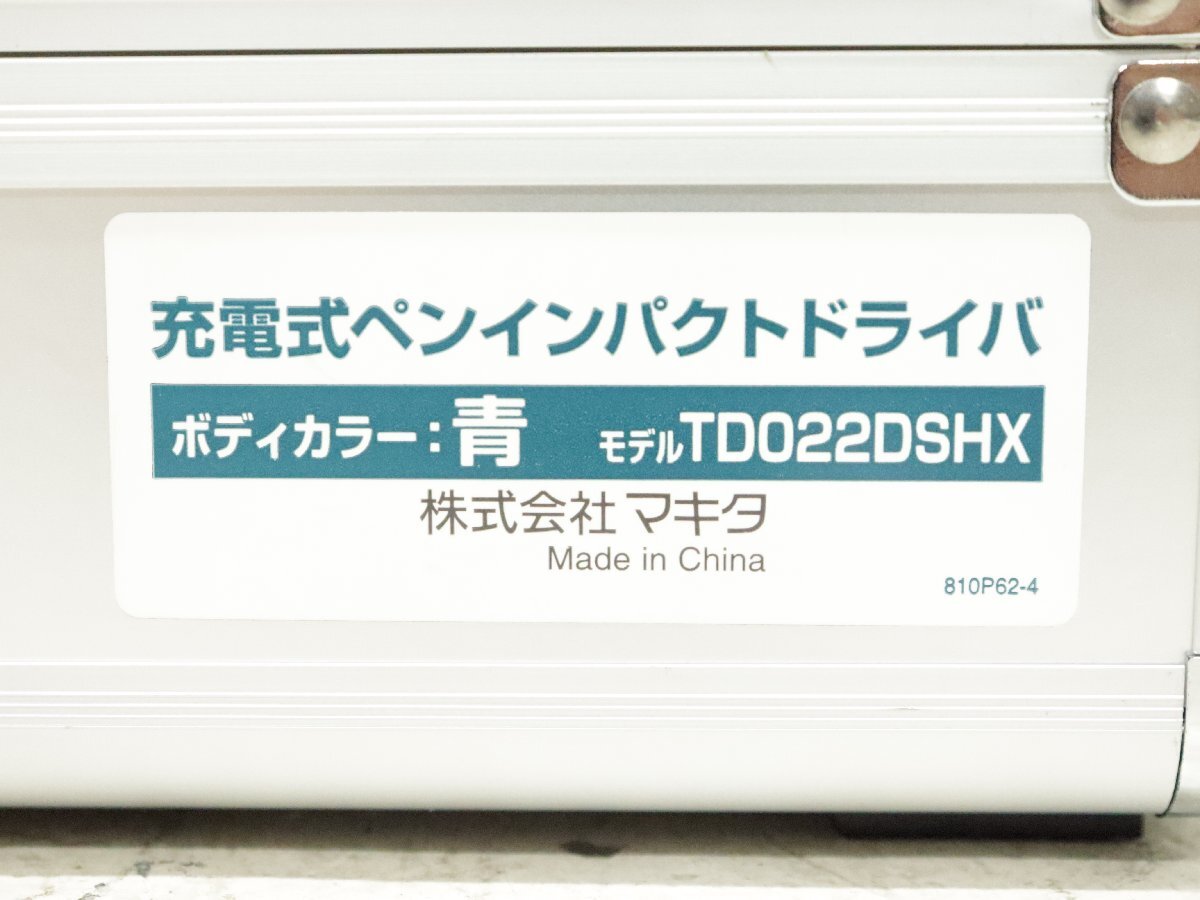 充電式ペンインパクトドライバ
ボディカラー：青 モデルTD022DSHX
株式会社マキタ
Made in China
810P62-4